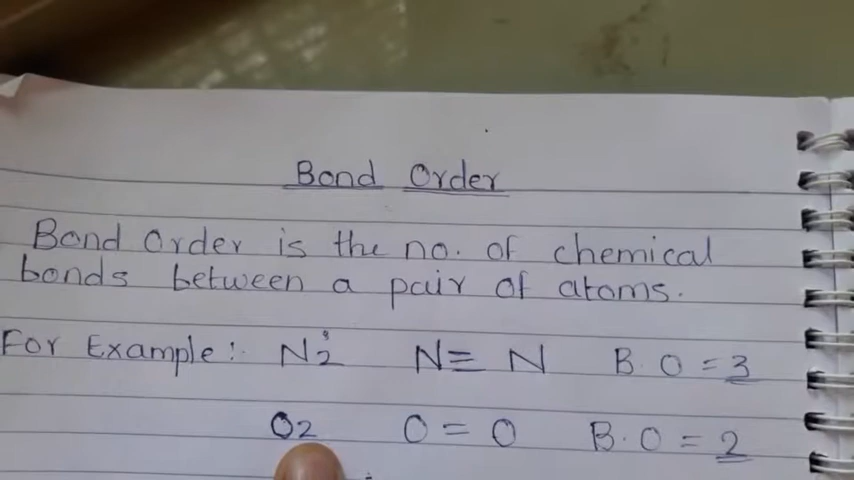 Bond Order
Bond Order is the no. of chemical
bonds between a pair of atoms.
For Example:- N2 N≡N B.O = 3
O2 O=O B.O = 2